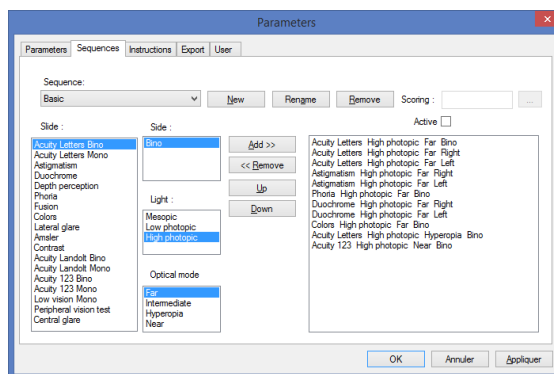 Parameters
Parameters Sequences Instructions Export User
Sequence:
Basic New Rename Remove Scoring : ...
Active
Slide :
Acuity Letters Bino
Acuity Letters Mono
Astigmatism
Duochrome
Depth perception
Phoria
Fusion
Colors
Lateral glare
Amsler
Contrast
Acuity Landolt Bino
Acuity Landolt Mono
Acuity 123 Bino
Acuity 123 Mono
Low vision Mono
Peripheral vision test
Central glare
Side :
Bino
Light :
Mesopic
Low photopic
High photopic
Optical mode
Far
Intermediate
Hyperopia
Near
Add >>
<< Remove
Up
Down
Acuity Letters High photopic Far Bino
Acuity Letters High photopic Far Right
Acuity Letters High photopic Far Left
Astigmatism High photopic Far Right
Astigmatism High photopic Far Left
Phoria High photopic Far Bino
Duochrome High photopic Far Right
Duochrome High photopic Far Left
Colors High photopic Far Bino
Acuity Letters High photopic Hyperopia Bino
Acuity 123 High photopic Near Bino
OK Annuler Appliquer